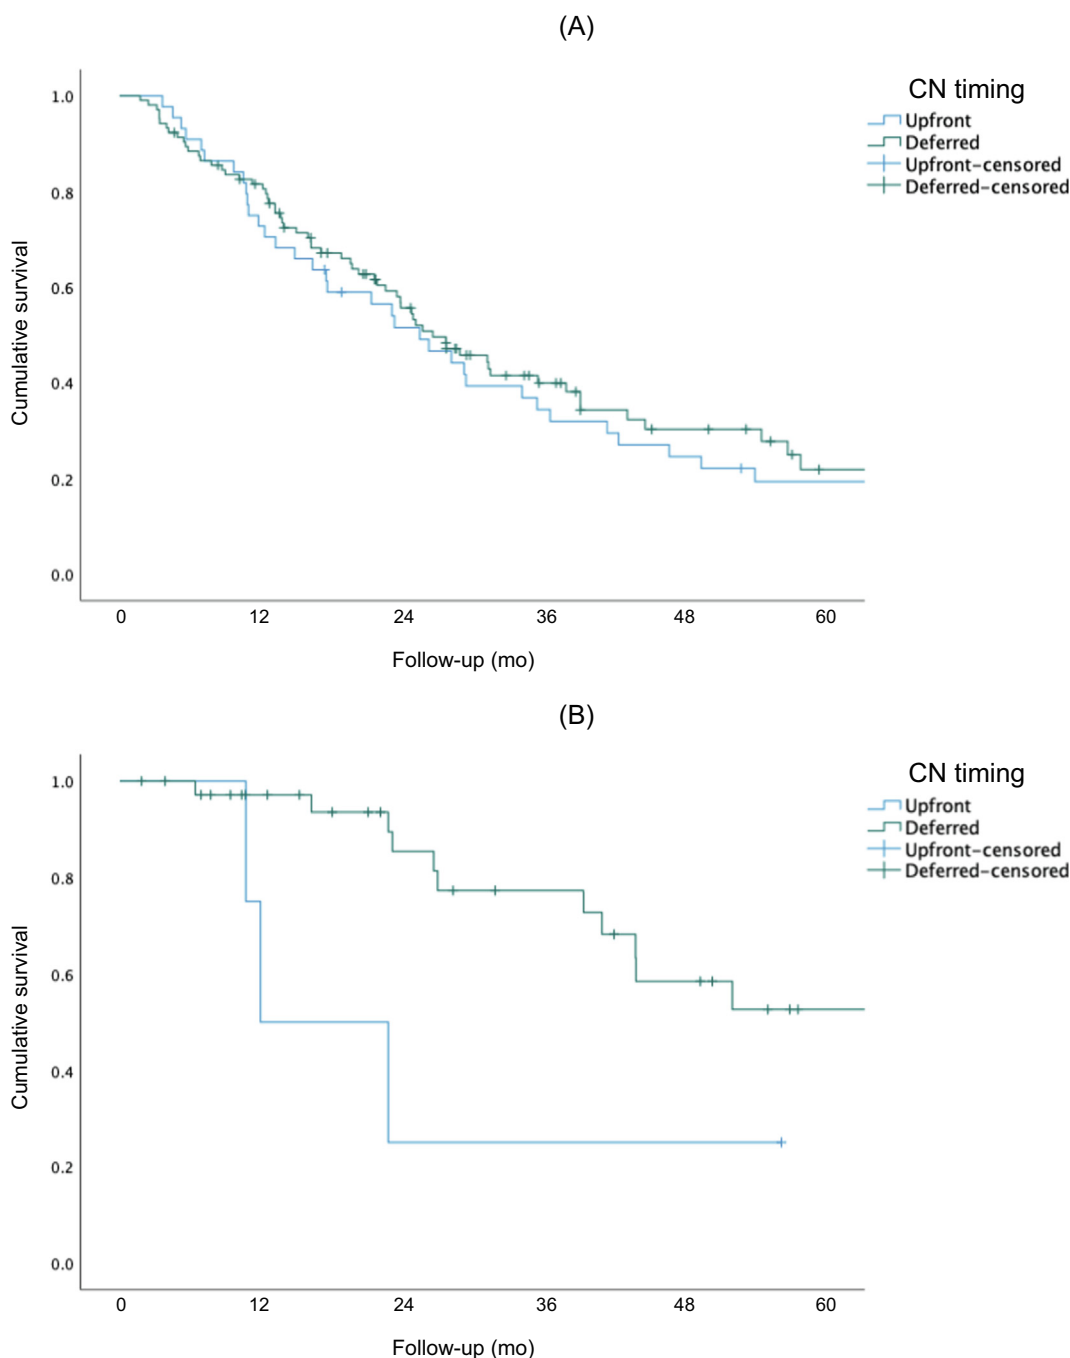 (A)
CN timing
Upfront
Deferred
Upfront-censored
Deferred-censored
Cumulative survival
1.0
0.8
0.6
0.4
0.2
0.0
0 12 24 36 48 60
Follow-up (mo)
(B)
CN timing
Upfront
Deferred
Upfront-censored
Deferred-censored
Cumulative survival
1.0
0.8
0.6
0.4
0.2
0.0
0 12 24 36 48 60
Follow-up (mo)